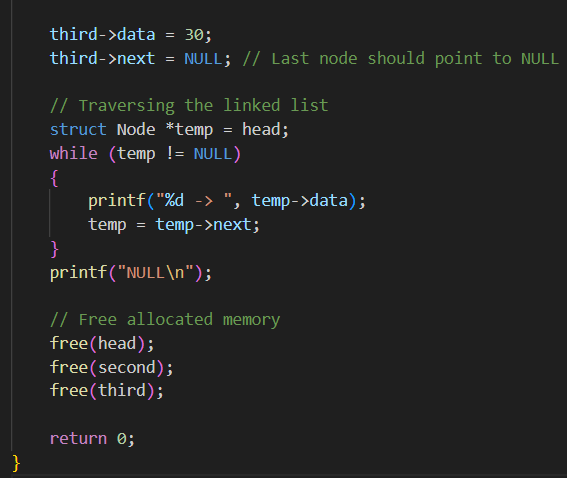 third->data = 30;
third->next = NULL; // Last node should point to NULL
// Traversing the linked list
struct Node *temp = head;
while (temp != NULL)
{
printf("%d -> ", temp->data);
temp = temp->next;
}
printf("NULL\n");
// Free allocated memory
free(head);
free(second);
free(third);
return 0;
}